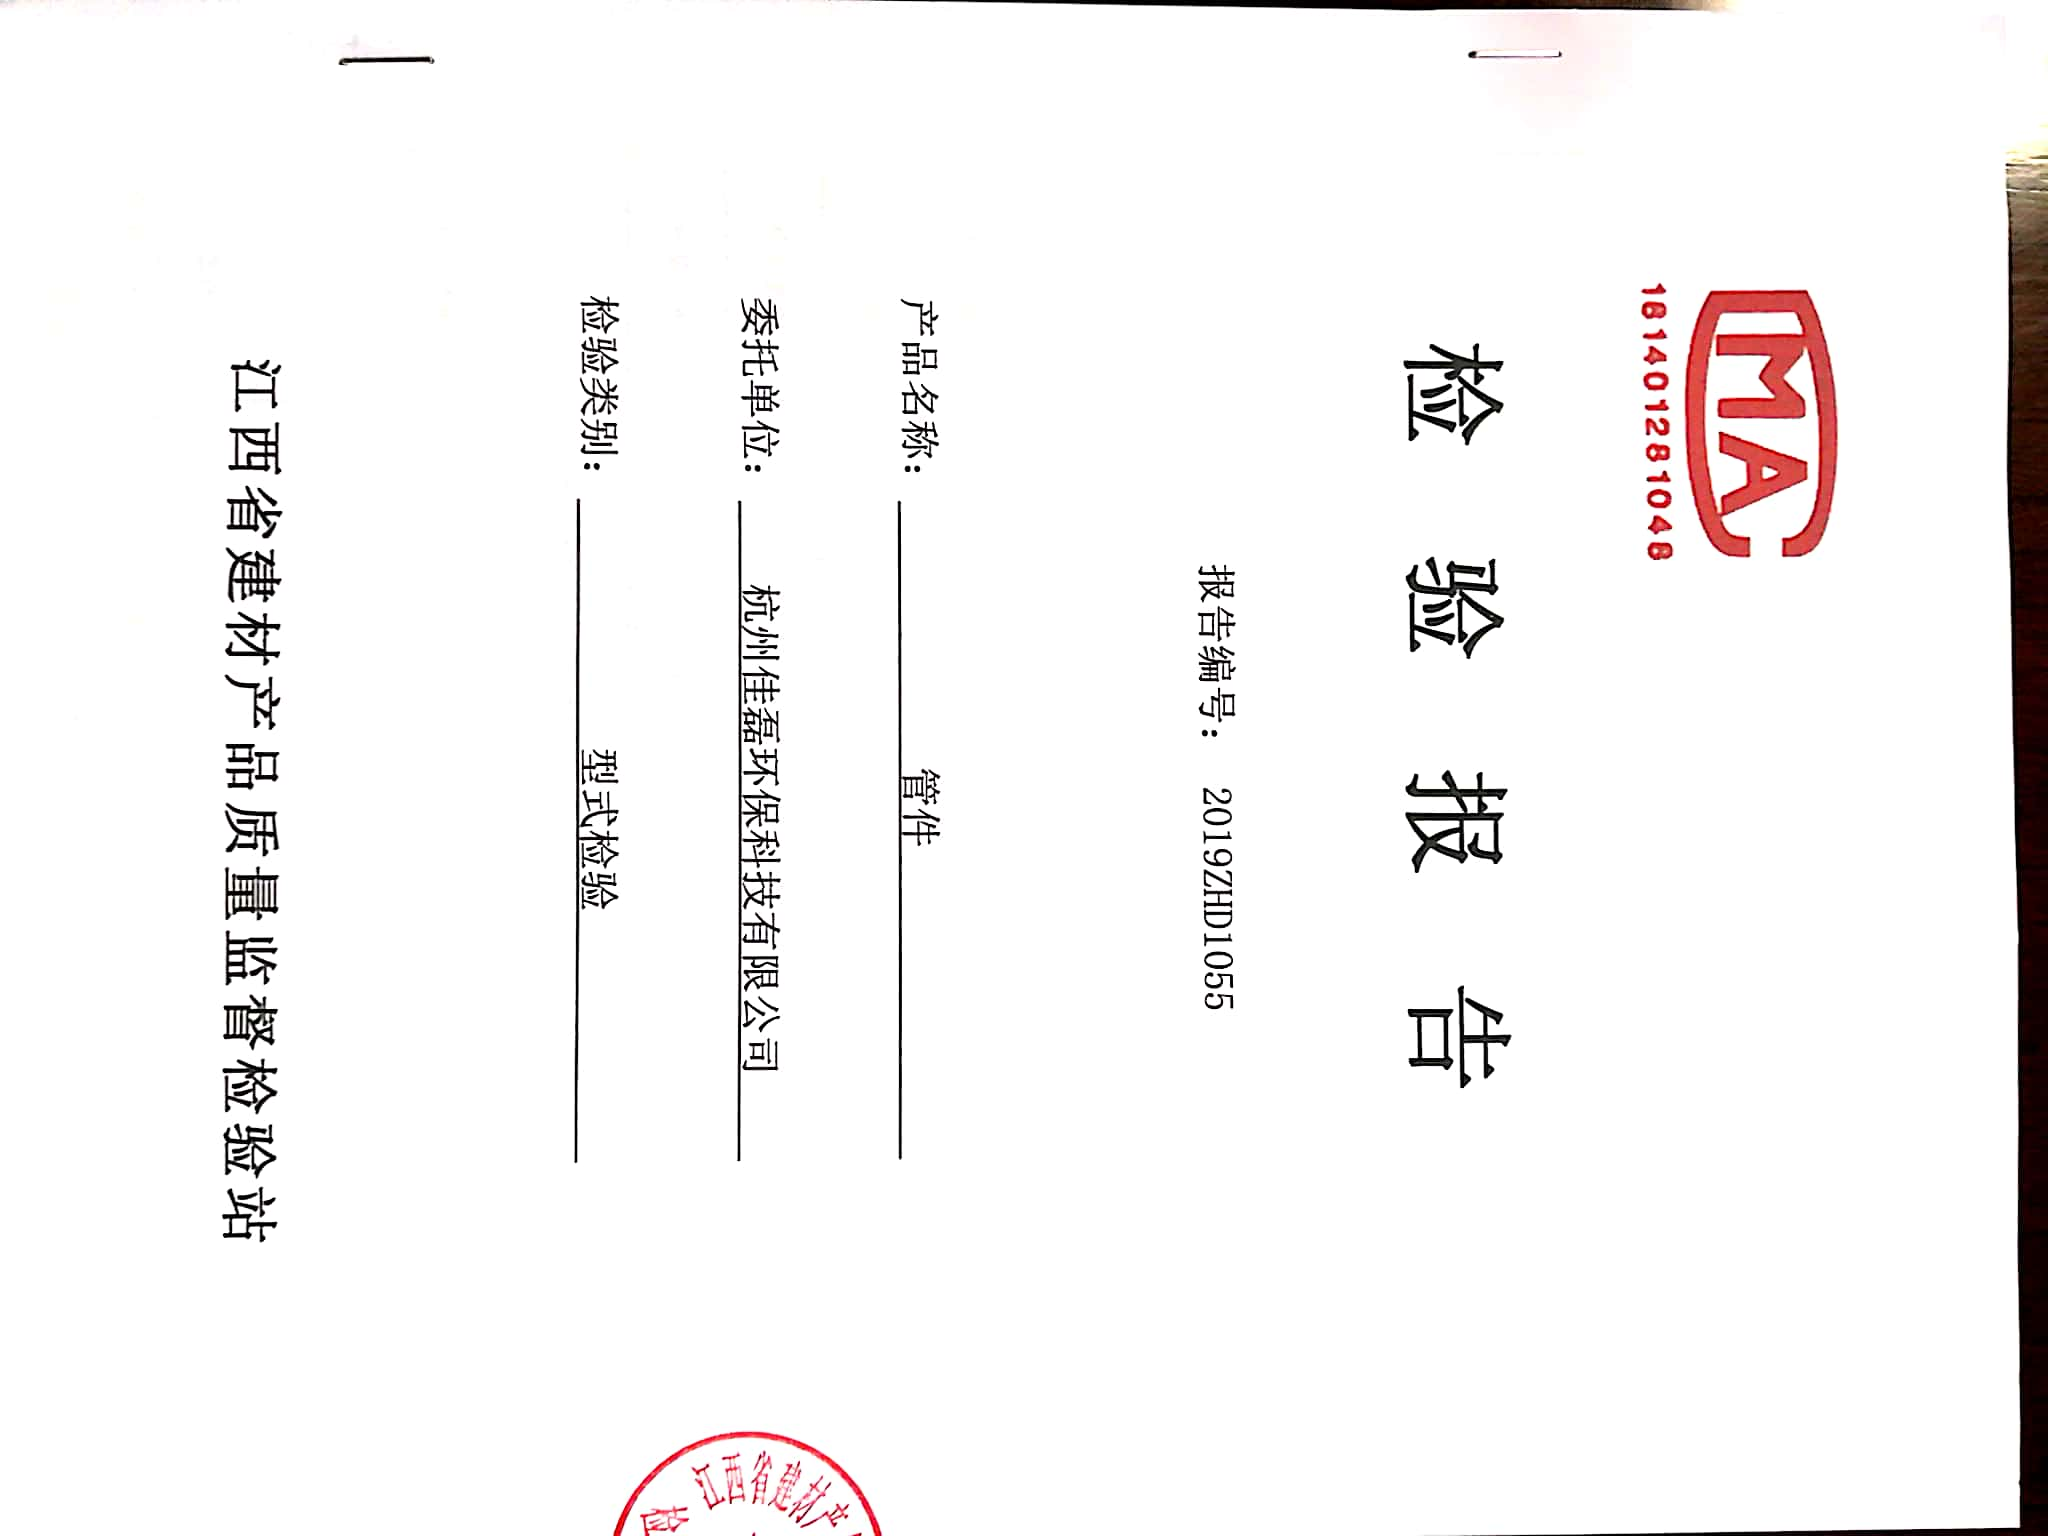 MA
181401281048
检验报告
报告编号： 2019ZHD1055
产品名称： 管件
委托单位： 杭州佳磊环保科技有限公司
检验类别： 型式检验
江西省建材产品质量监督检验站
江西省建材产